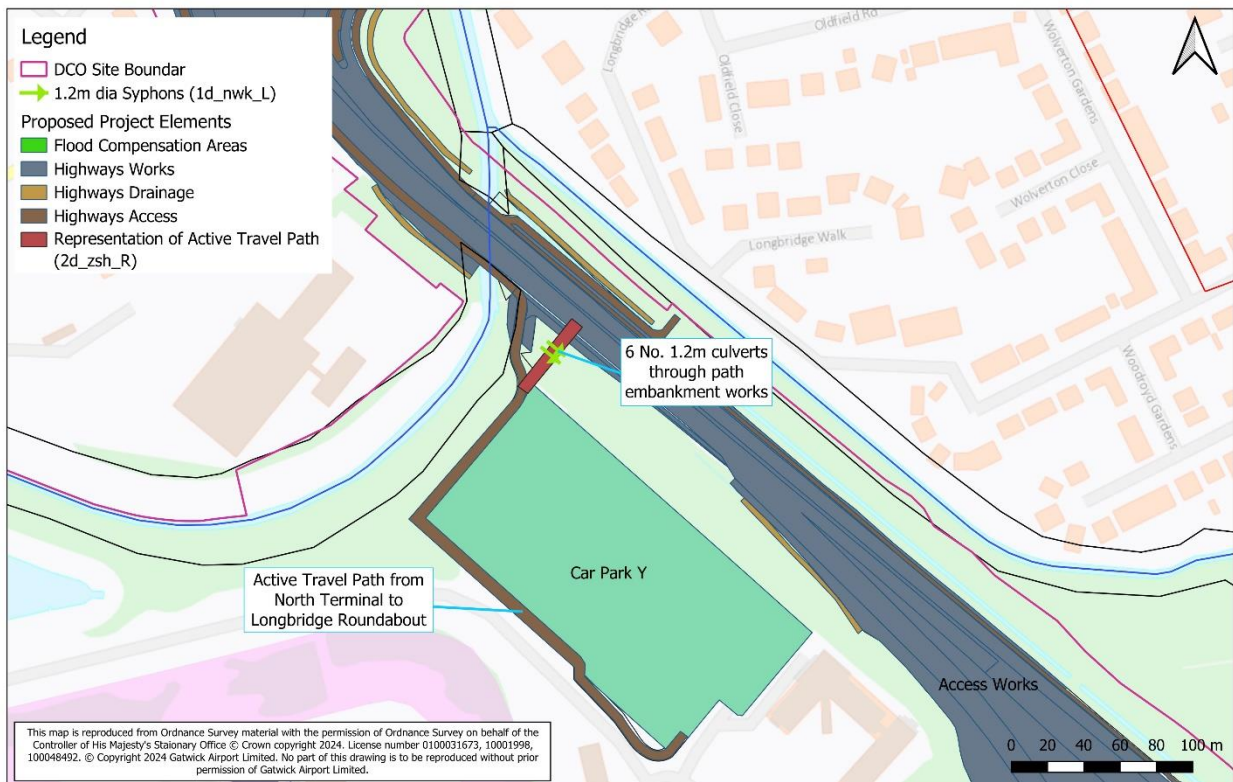 Legend
DCO Site Boundar
1.2m dia Syphons (1d_nwk_L)
Proposed Project Elements
Flood Compensation Areas
Highways Works
Highways Drainage
Highways Access
Representation of Active Travel Path
(2d_zsh_R)
Longbridge R
Oldfield Rd
Oldfield Close
Wolverton Gardens
Wolverton Close
Longbridge Walk
Woodroyd Gardens
6 No. 1.2m culverts
through path
embankment works
Car Park Y
Active Travel Path from
North Terminal to
Longbridge Roundabout
Access Works
This map is reproduced from Ordnance Survey material with the permission of Ordnance Survey on behalf of the
Controller of His Majesty's Staionary Office © Crown copyright 2024. License number 0100031673, 10001998,
100048492. © Copyright 2024 Gatwick Airport Limited. No part of this drawing is to be reproduced without prior
permission of Gatwick Airport Limited.
0 20 40 60 80 100 m